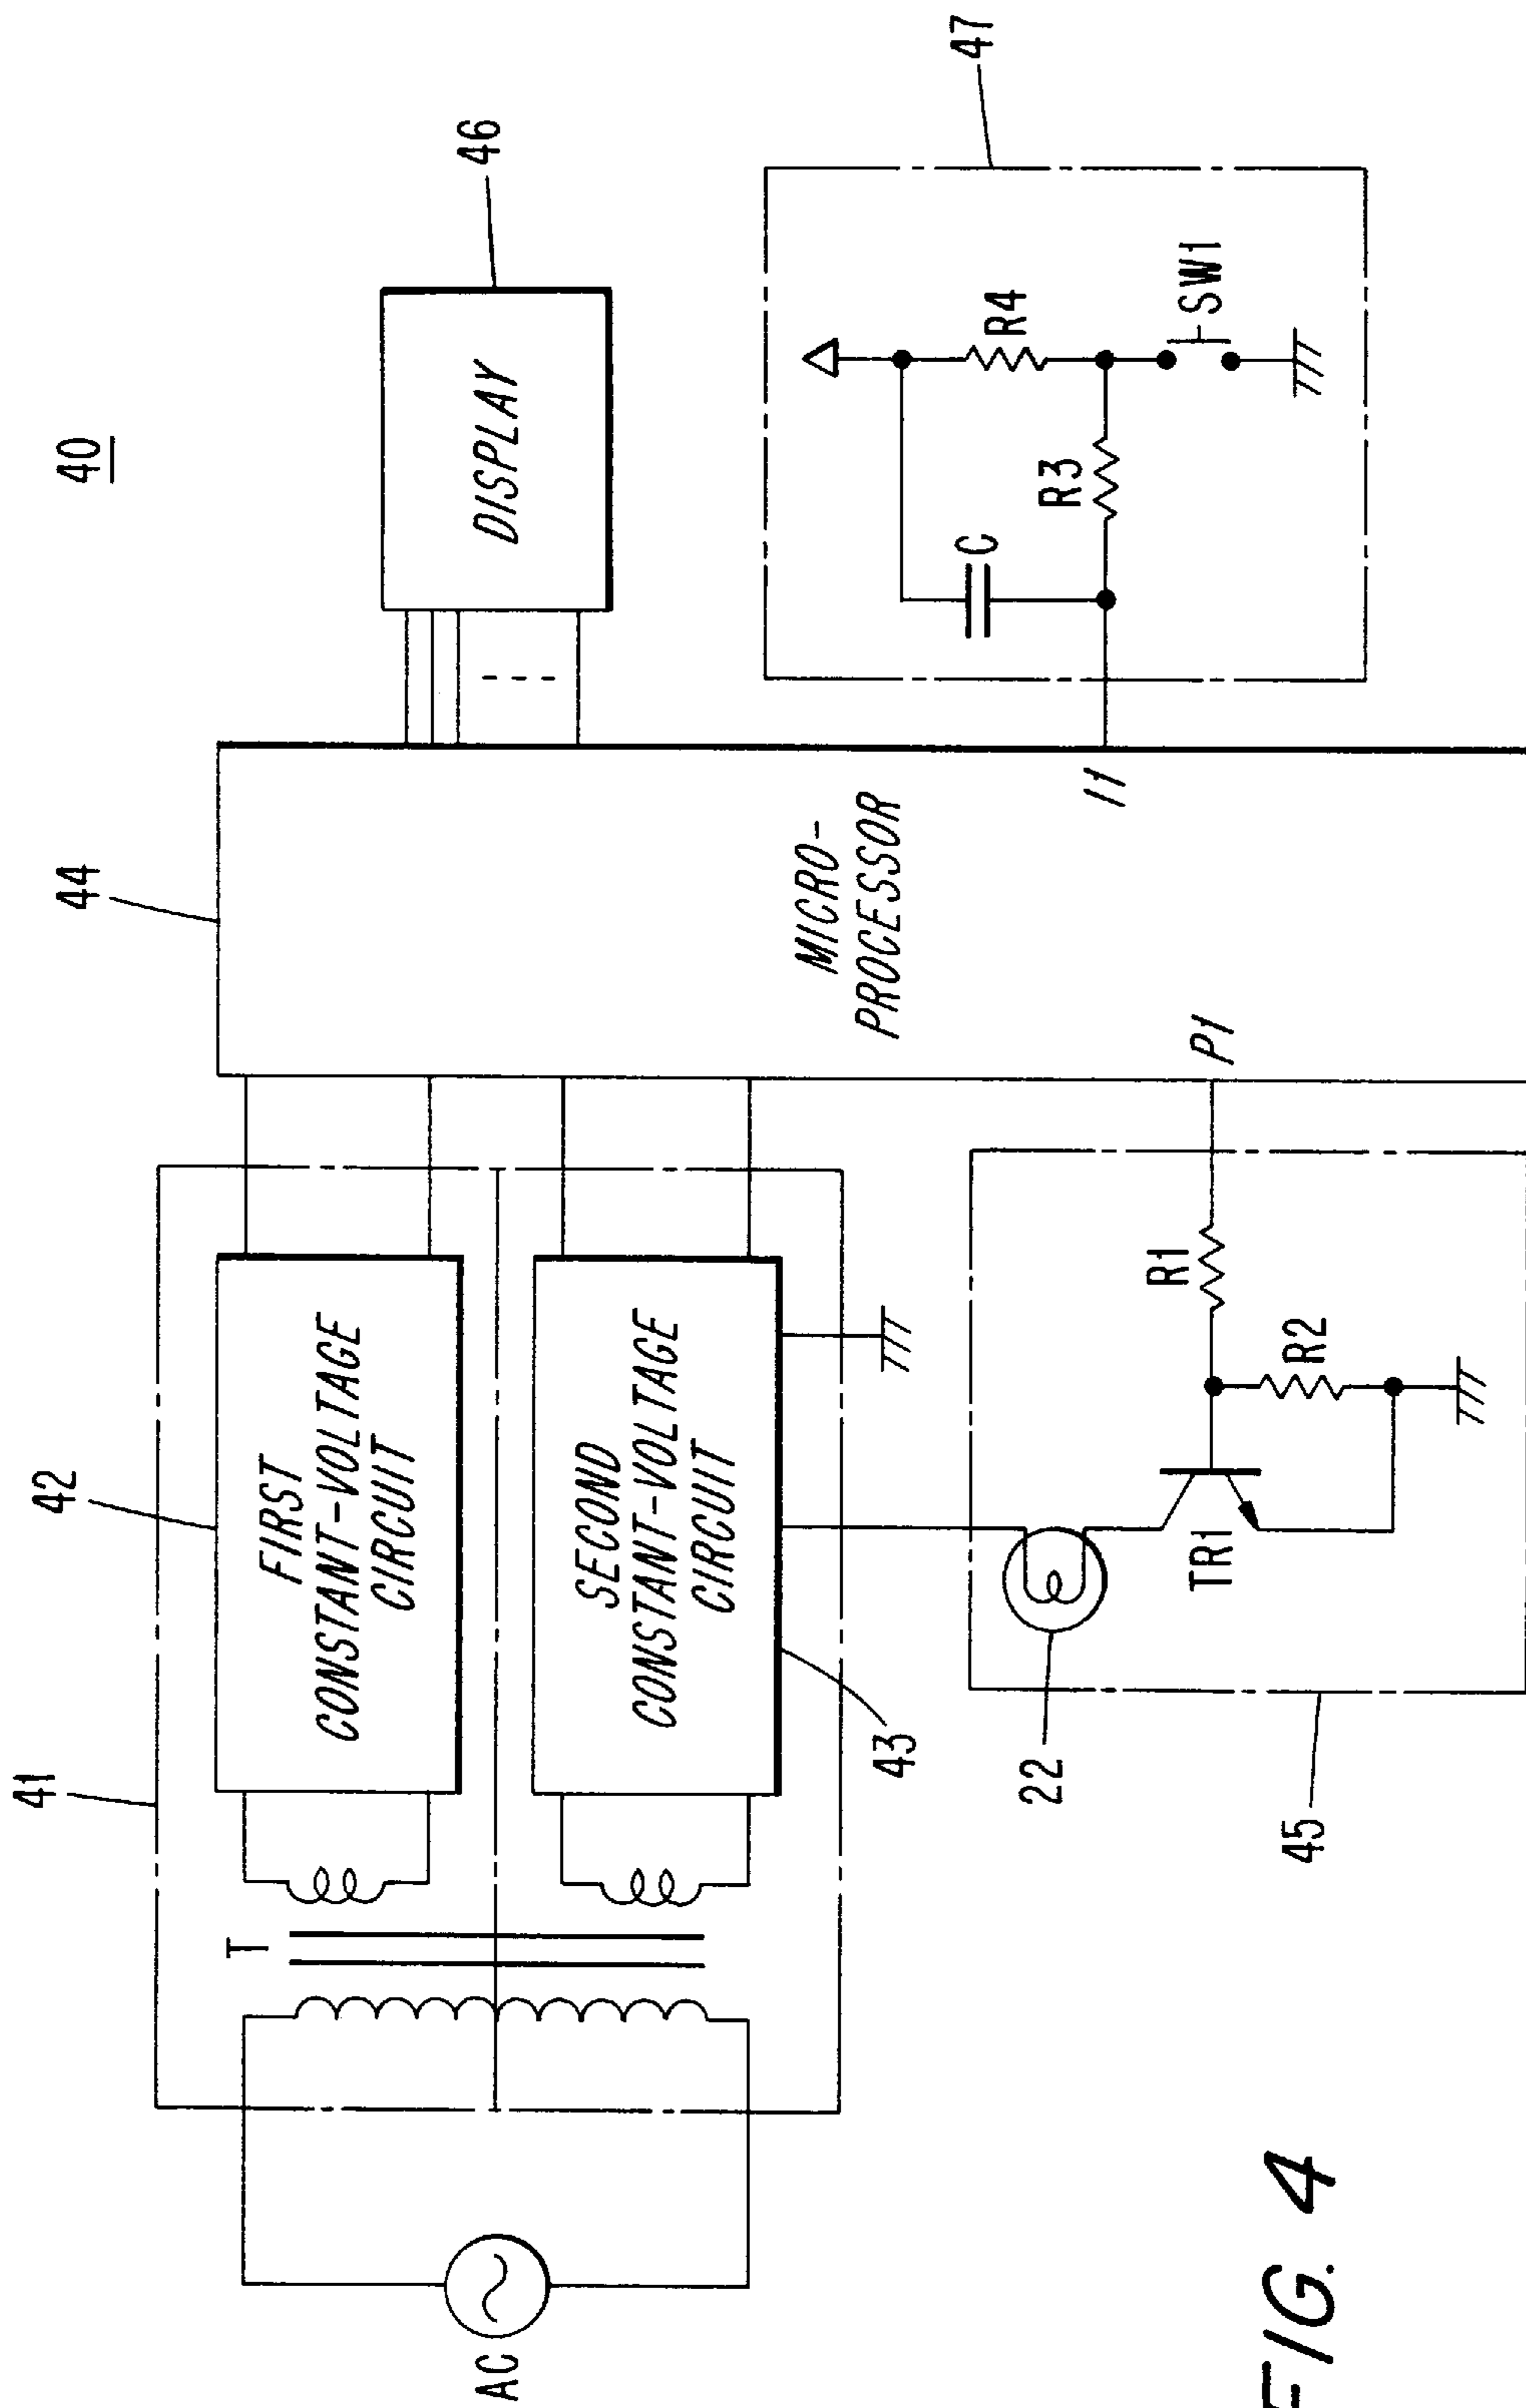 40
41
42
44
46
47
T
FIRST
CONSTANT-VOLTAGE
CIRCUIT
SECOND
CONSTANT-VOLTAGE
CIRCUIT
43
AC
MICRO-
PROCESSOR
DISPLAY
I1
P1
C
R3
R4
SW1
22
TR1
R1
R2
45
FIG. 4